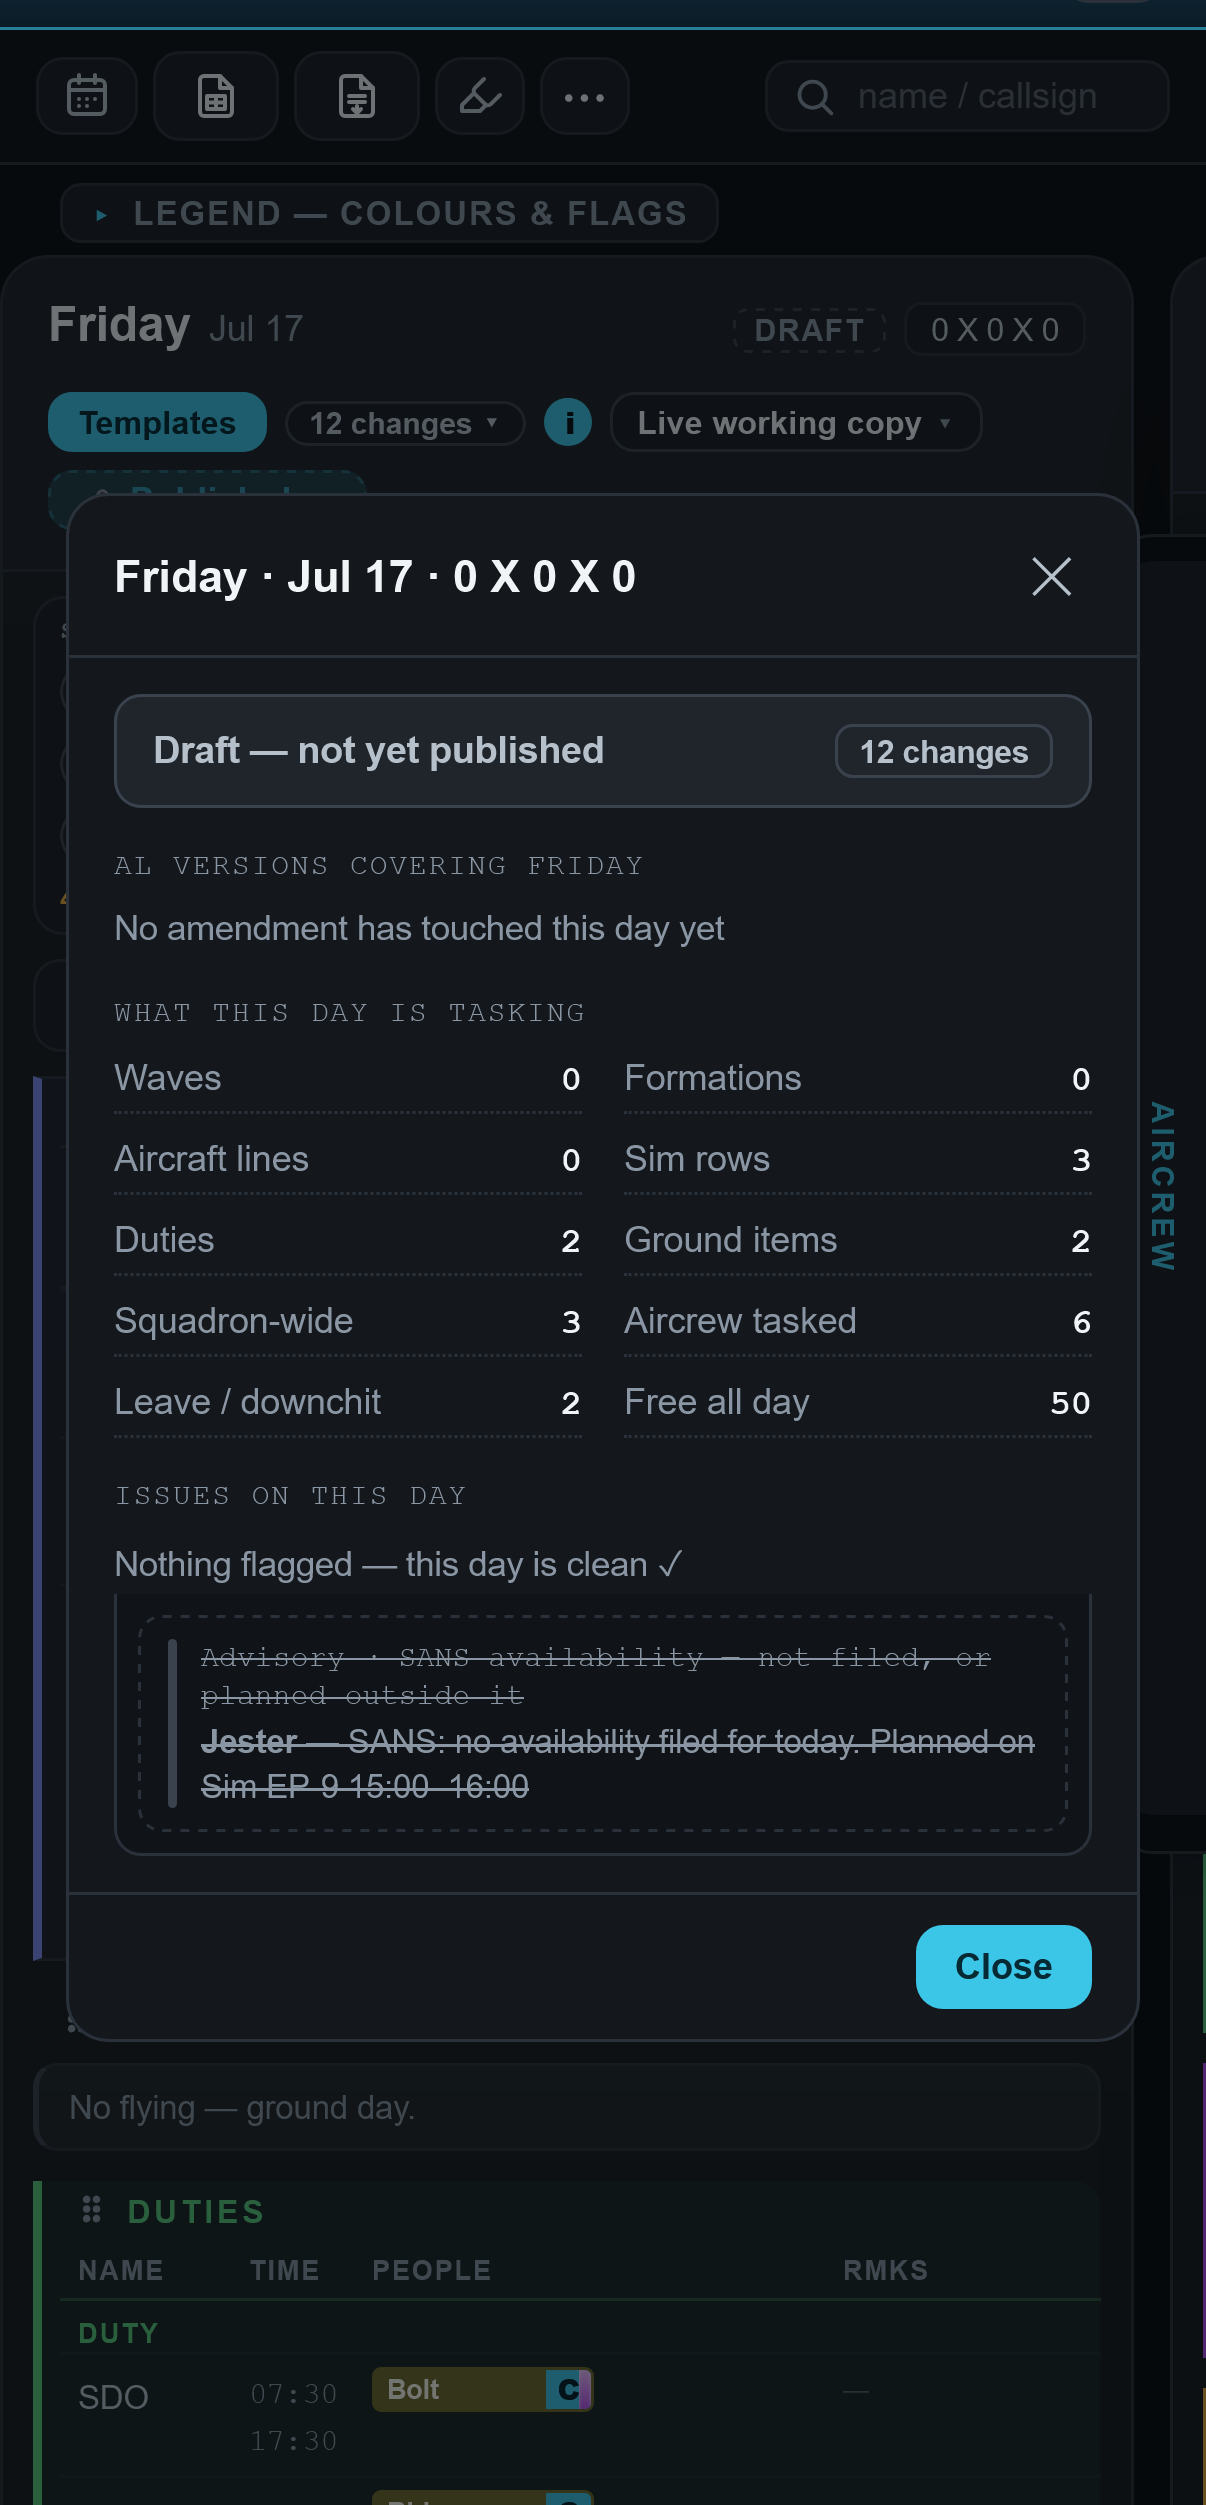 name / callsign
▸ LEGEND — COLOURS & FLAGS
Friday Jul 17
DRAFT
0 X 0 X 0
Templates
12 changes ▾
i
Live working copy ▾
Friday · Jul 17 · 0 X 0 X 0
Draft — not yet published
12 changes
AL VERSIONS COVERING FRIDAY
No amendment has touched this day yet
WHAT THIS DAY IS TASKING
Waves 0
Formations 0
Aircraft lines 0
Sim rows 3
Duties 2
Ground items 2
Squadron-wide 3
Aircrew tasked 6
Leave / downchit 2
Free all day 50
ISSUES ON THIS DAY
Nothing flagged — this day is clean ✓
Advisory · SANS availability — not filed, or
planned outside it
Jester — SANS: no availability filed for today. Planned on
Sim EP-9 15:00–16:00
Close
AIRCREW
No flying — ground day.
DUTIES
NAME TIME PEOPLE RMKS
DUTY
SDO 07:30 Bolt C —
17:30